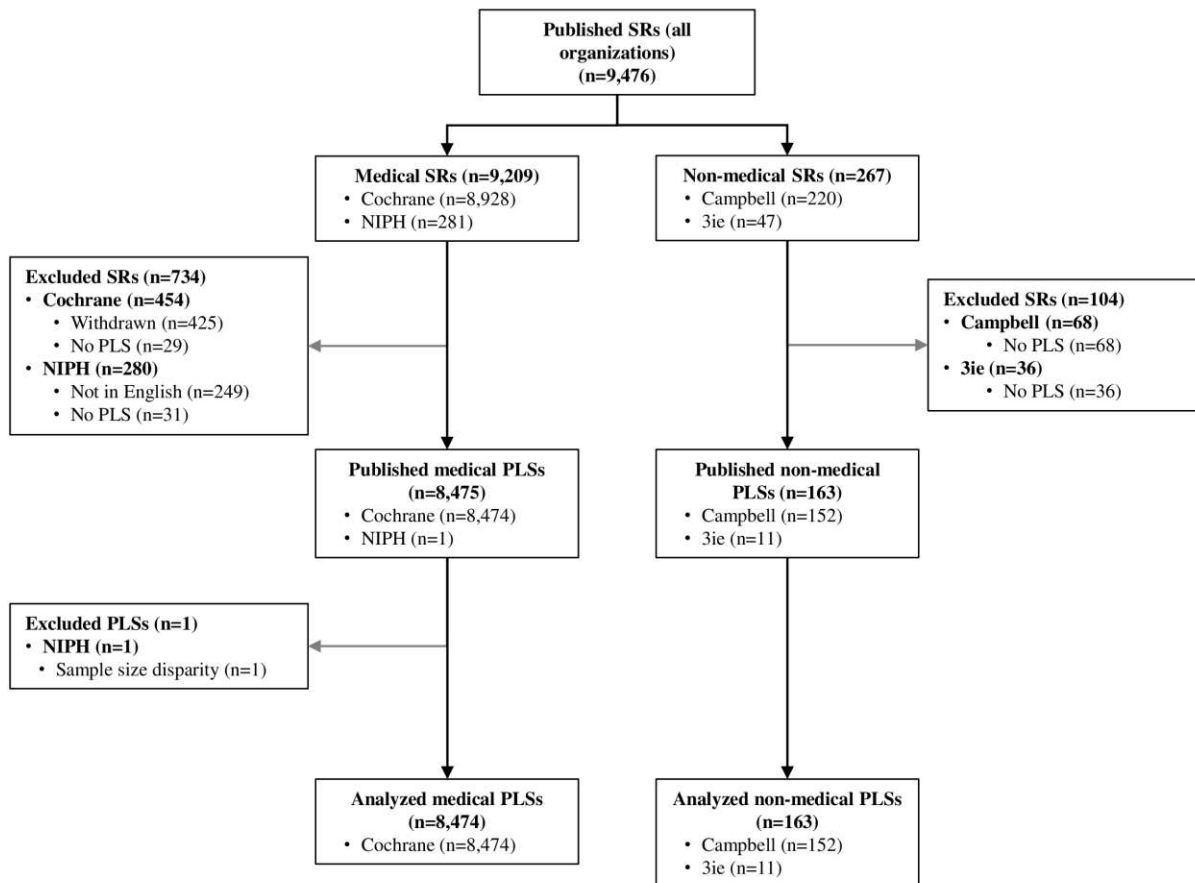 Published SRs (all
organizations)
(n=9,476)
Medical SRs (n=9,209)
• Cochrane (n=8,928)
• NIPH (n=281)
Non-medical SRs (n=267)
• Campbell (n=220)
• 3ie (n=47)
Excluded SRs (n=734)
• Cochrane (n=454)
• Withdrawn (n=425)
• No PLS (n=29)
• NIPH (n=280)
• Not in English (n=249)
• No PLS (n=31)
Excluded SRs (n=104)
• Campbell (n=68)
• No PLS (n=68)
• 3ie (n=36)
• No PLS (n=36)
Published medical PLSs
(n=8,475)
• Cochrane (n=8,474)
• NIPH (n=1)
Published non-medical
PLSs (n=163)
• Campbell (n=152)
• 3ie (n=11)
Excluded PLSs (n=1)
• NIPH (n=1)
• Sample size disparity (n=1)
Analyzed medical PLSs
(n=8,474)
• Cochrane (n=8,474)
Analyzed non-medical PLSs
(n=163)
• Campbell (n=152)
• 3ie (n=11)